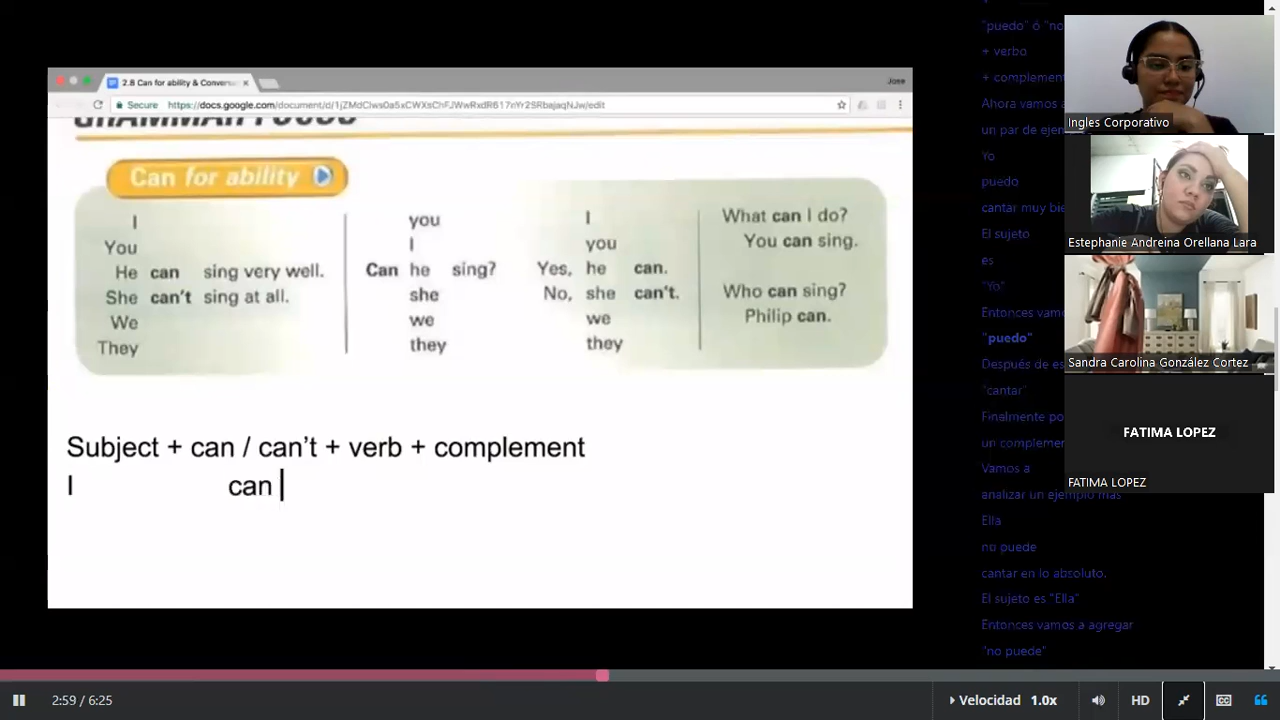 2.8 Can for ability & Convers
Jose
Secure
https://docs.google.com/document/d/1jZMdCiws0a5xCWXsChFJWwRxdR617nYr2SRbajaqNJw/edit
GRAMMAR FOCUS
Can for ability
I
You
He can sing very well.
She can't sing at all.
We
They
you
I
Can he sing?
she
we
they
I
you
Yes, he can.
No, she can't.
we
they
What can I do?
You can sing.
Who can sing?
Philip can.
Subject + can / can't + verb + complement
I can
"puedo" ó "no
+ verbo
+ complement
Ahora vamos a
un par de ejem
Yo
puedo
cantar muy bie
El sujeto
es
"Yo"
Entonces vamo
"puedo"
Después de es
"cantar"
Finalmente po
un complemen
Vamos a
analizar un ejemplo más
Ella
no puede
cantar en lo absoluto.
El sujeto es "Ella"
Entonces vamos a agregar
"no puede"
Ingles Corporativo
Estephanie Andreina Orellana Lara
Sandra Carolina González Cortez
FATIMA LOPEZ
FATIMA LOPEZ
2:59 / 6:25
Velocidad 1.0x
HD
CC